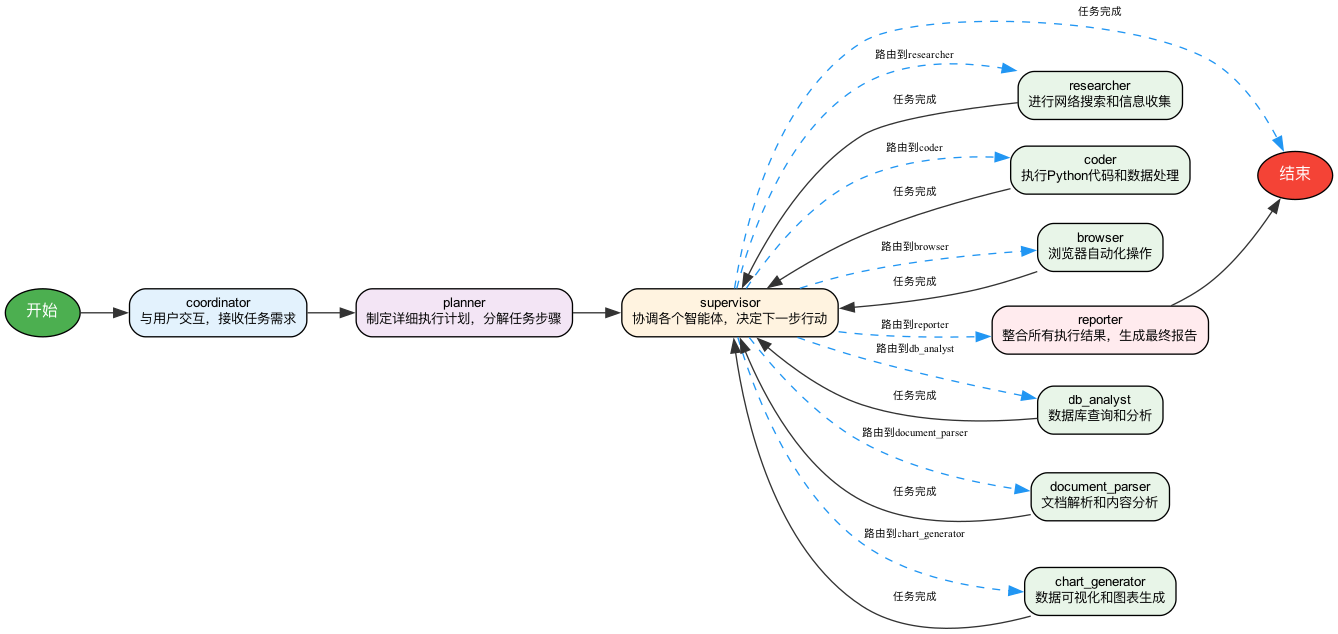 任务完成
路由到researcher
researcher
进行网络搜索和信息收集
任务完成
路由到coder
coder
执行Python代码和数据处理
任务完成
结束
路由到browser
browser
浏览器自动化操作
任务完成
开始
coordinator
与用户交互，接收任务需求
planner
制定详细执行计划，分解任务步骤
supervisor
协调各个智能体，决定下一步行动
路由到reporter
reporter
整合所有执行结果，生成最终报告
路由到db_analyst
db_analyst
数据库查询和分析
任务完成
路由到document_parser
document_parser
文档解析和内容分析
任务完成
路由到chart_generator
chart_generator
数据可视化和图表生成
任务完成